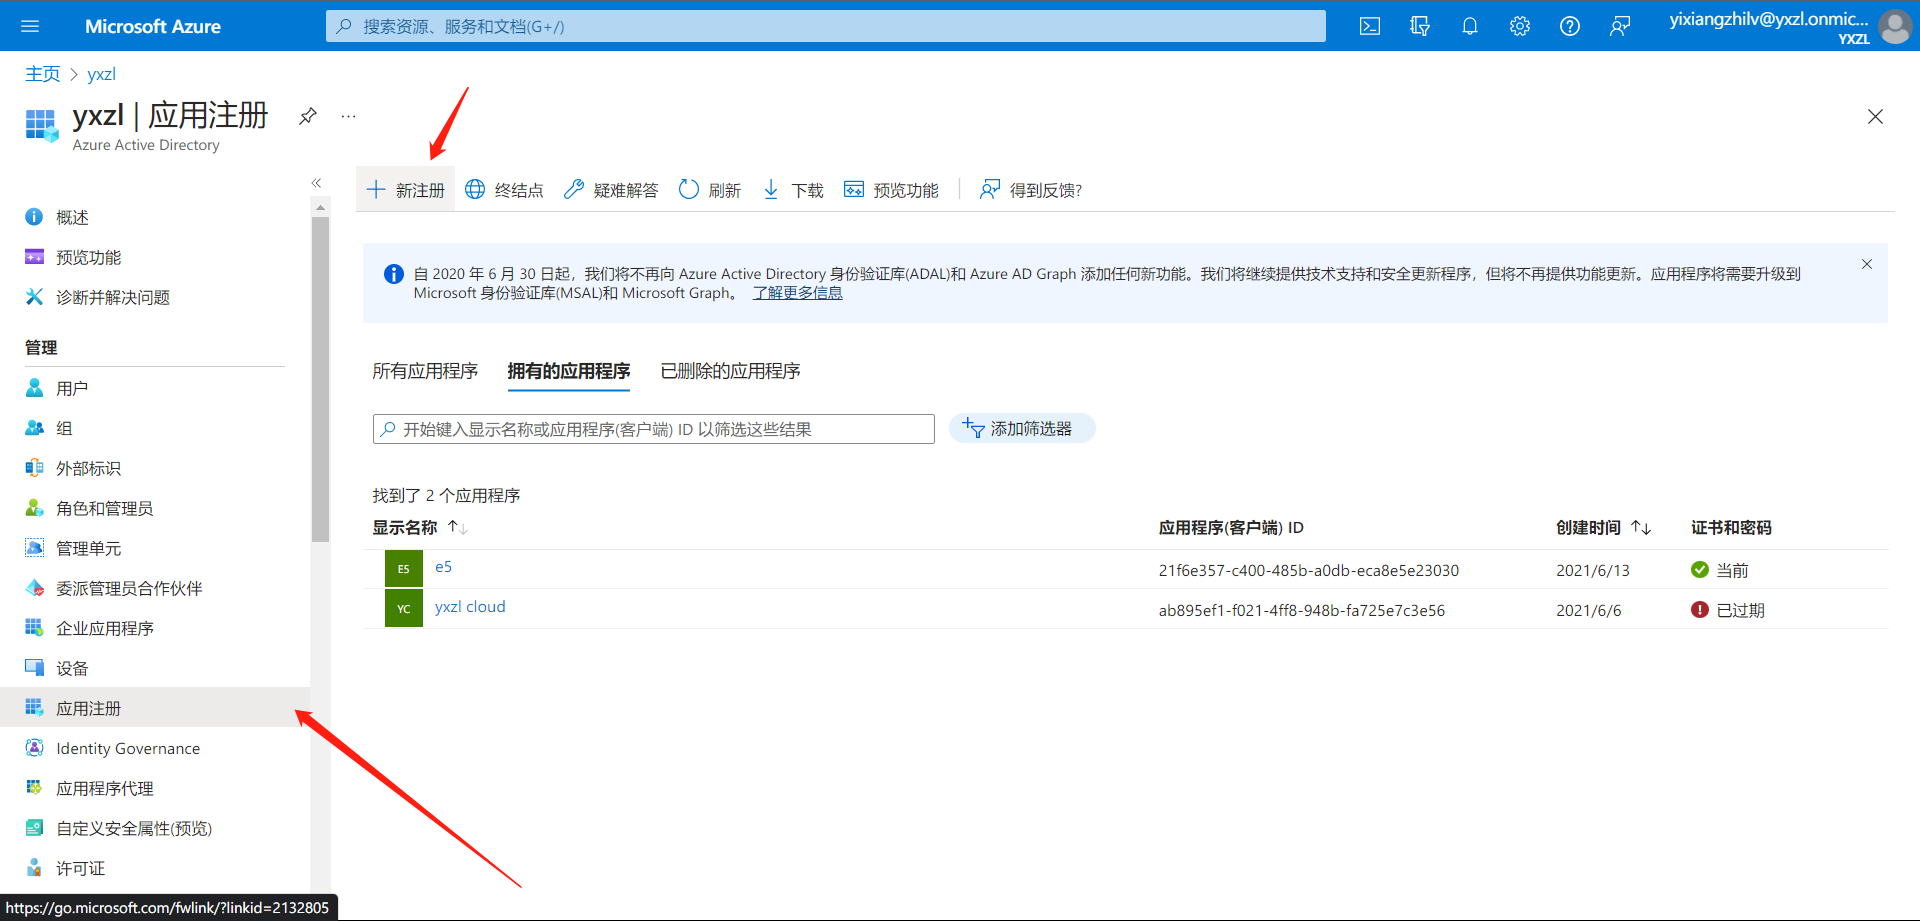 Microsoft Azure
搜索资源、服务和文档(G+/)
yixiangzhilv@yxzl.onmic...
YXZL
主页 > yxzl
yxzl | 应用注册
Azure Active Directory
概述
预览功能
诊断并解决问题
管理
用户
组
外部标识
角色和管理员
管理单元
委派管理员合作伙伴
企业应用程序
设备
应用注册
Identity Governance
应用程序代理
自定义安全属性(预览)
许可证
https://go.microsoft.com/fwlink/?linkid=2132805
新注册 终结点 疑难解答 刷新 下载 预览功能 得到反馈?
自 2020 年 6 月 30 日起，我们将不再向 Azure Active Directory 身份验证库(ADAL)和 Azure AD Graph 添加任何新功能。我们将继续提供技术支持和安全更新程序，但将不再提供功能更新。应用程序将需要升级到
Microsoft 身份验证库(MSAL)和 Microsoft Graph。 了解更多信息
所有应用程序 拥有的应用程序 已删除的应用程序
开始键入显示名称或应用程序(客户端) ID 以筛选这些结果
添加筛选器
找到了 2 个应用程序
显示名称 应用程序(客户端) ID 创建时间 证书和密码
E5 e5 21f6e357-c400-485b-a0db-eca8e5e23030 2021/6/13 当前
YC yxzl cloud ab895ef1-f021-4ff8-948b-fa725e7c3e56 2021/6/6 已过期